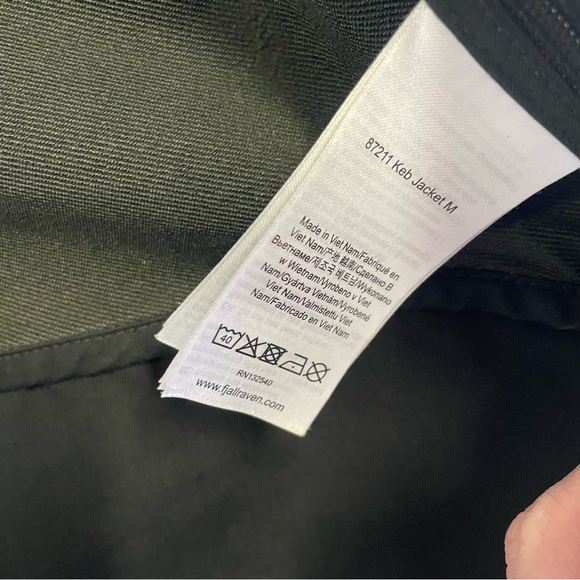 87211 Keb Jacket M
Made in Viet Nam/Fabriqué en
Viet Nam/产地 越南/Сделано В
Вьетнаме/제조국 베트남/Wykonano
w Wietnam/Vyrobeno v Viet
Nam/Gyártva Vietnám/Vyrobené
Viet Nam/Valmistettu Viet
Nam/Fabricado en Viet Nam
40
RN132540
www.fjallraven.com